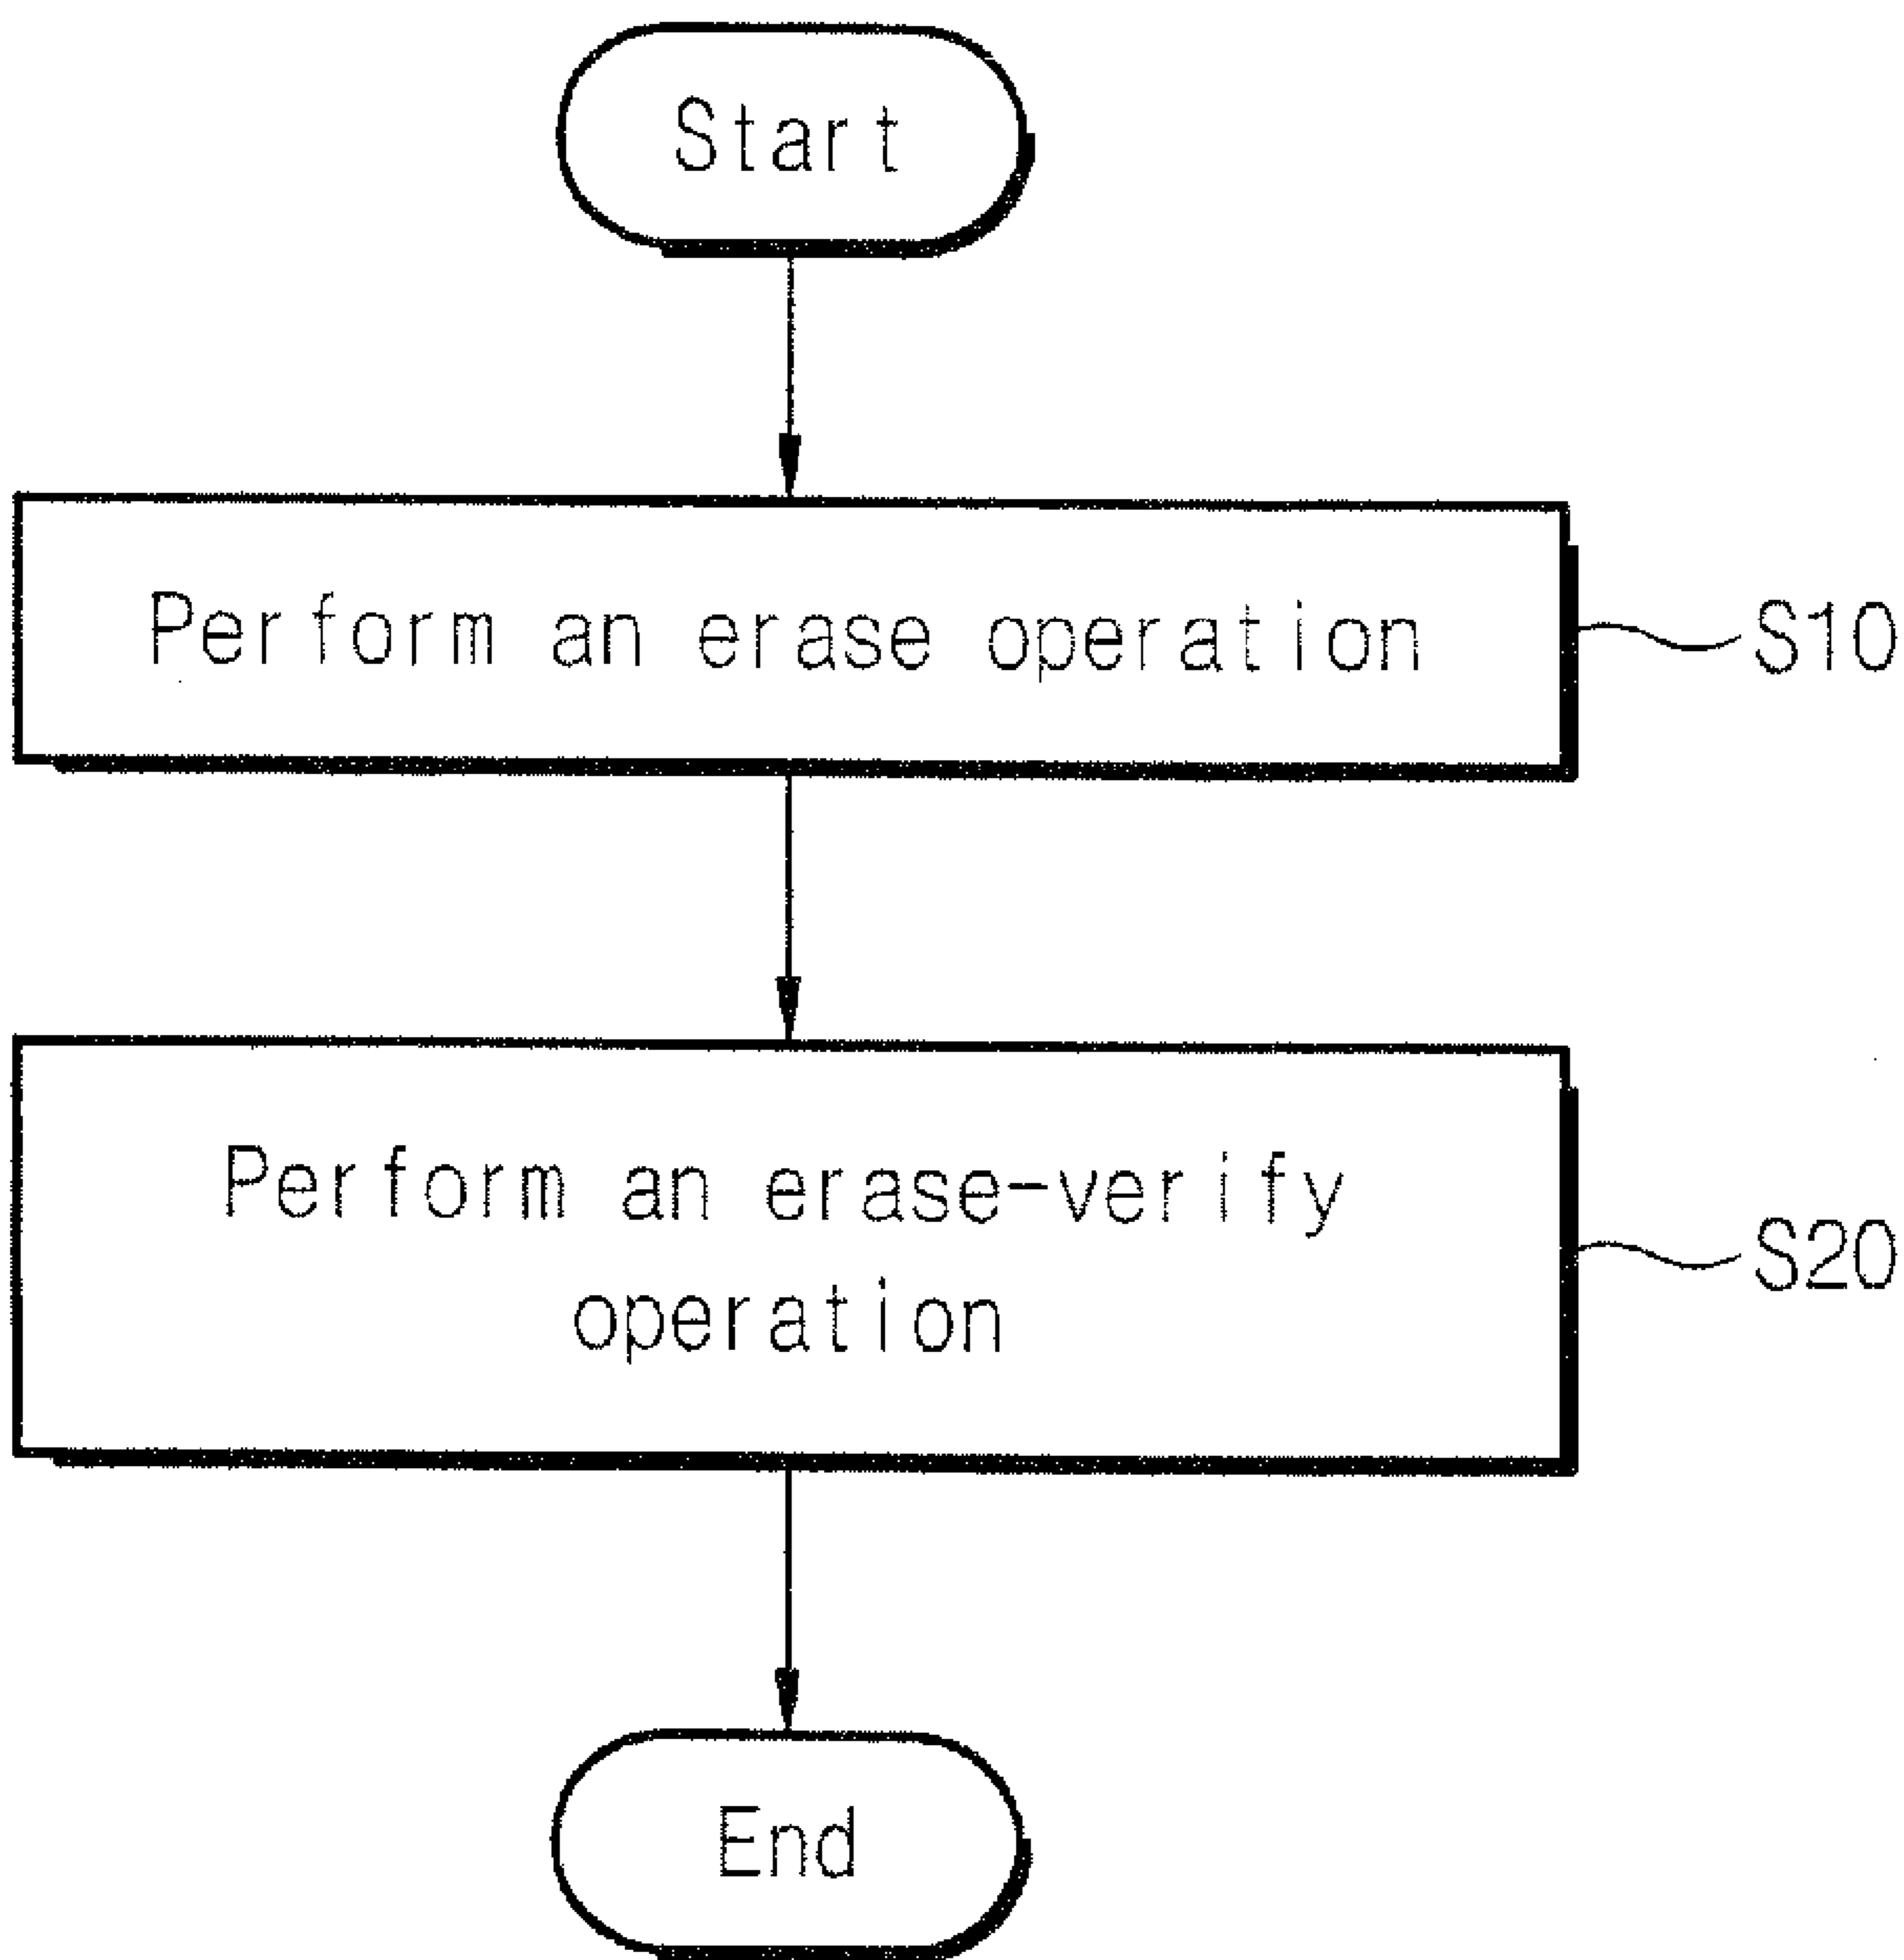 Start
Perform an erase operation
S10
Perform an erase-verify
operation
S20
End